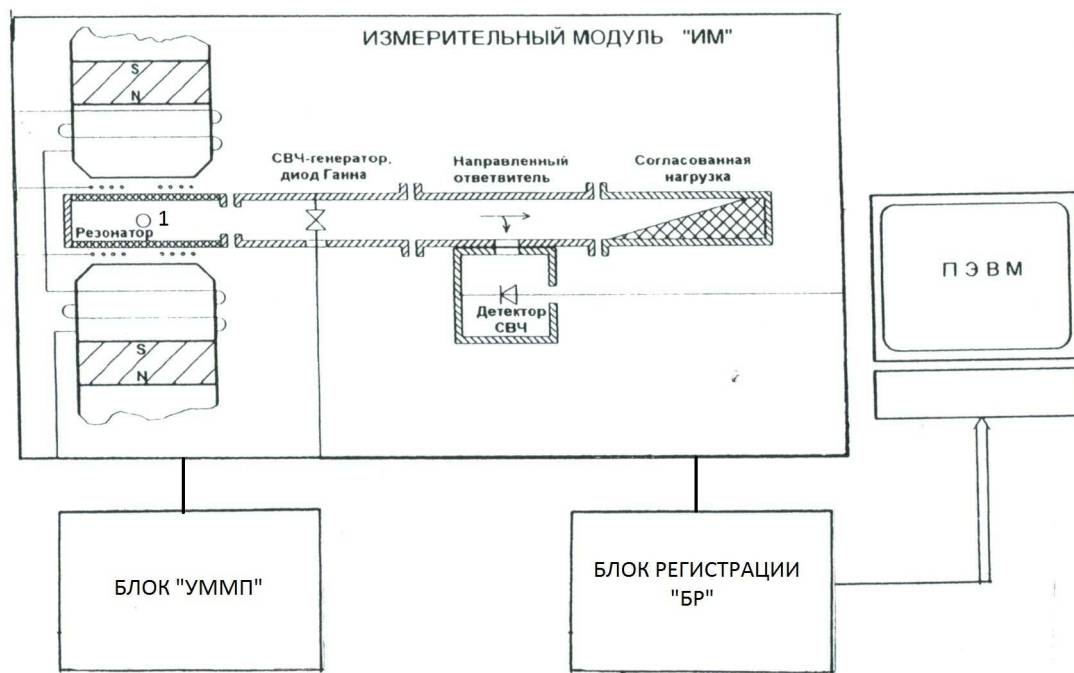 ИЗМЕРИТЕЛЬНЫЙ МОДУЛЬ "ИМ"
S
N
СВЧ-генератор,
диод Ганна
Направленный
ответвитель
Согласованная
нагрузка
1
Резонатор
Детектор
СВЧ
S
N
ПЭВМ
БЛОК "УММП"
БЛОК РЕГИСТРАЦИИ
"БР"